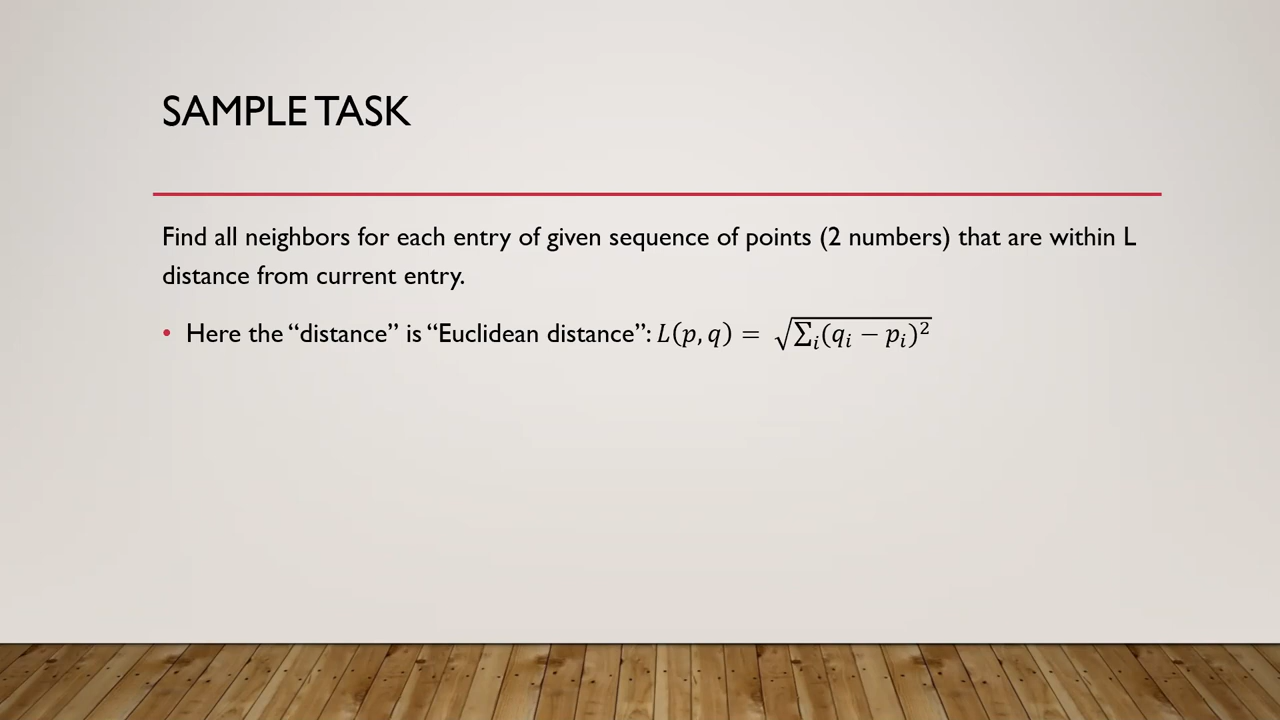 SAMPLE TASK
Find all neighbors for each entry of given sequence of points (2 numbers) that are within L
distance from current entry.
• Here the “distance” is “Euclidean distance”: L(p, q) = √∑ᵢ(qᵢ − pᵢ)²